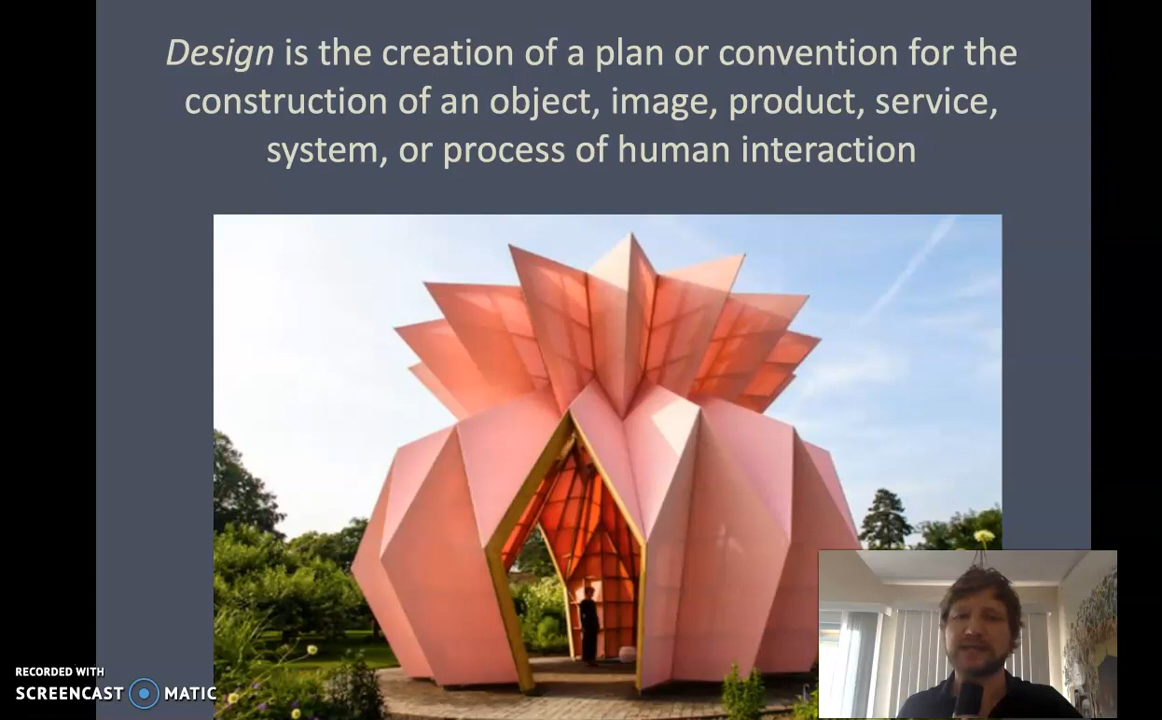 Design is the creation of a plan or convention for the
construction of an object, image, product, service,
system, or process of human interaction
RECORDED WITH
SCREENCAST MATIC